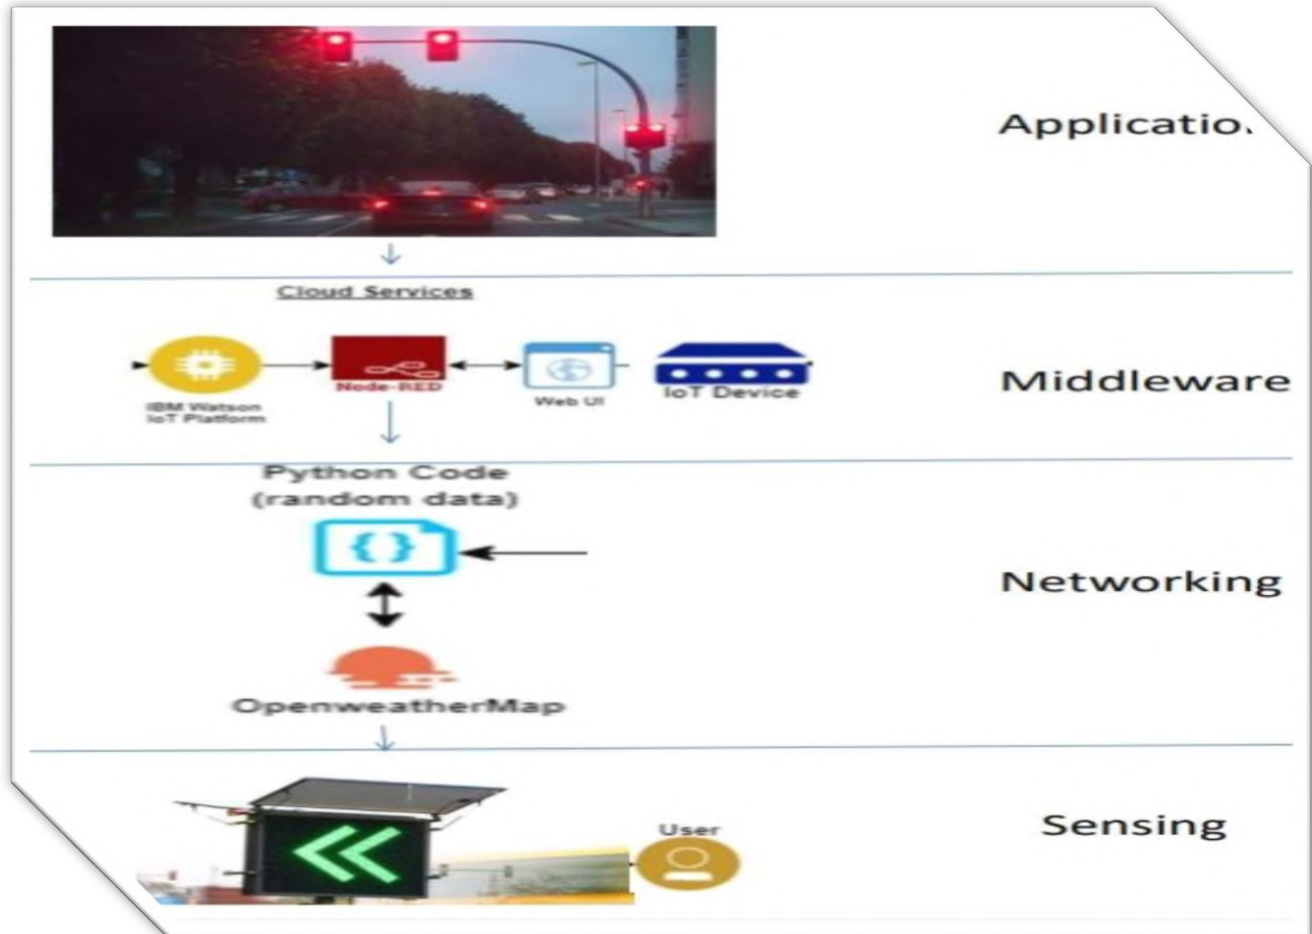 Applicatio
Cloud Services
Node-RED
IBM Watson
IoT Platform
Web UI
IoT Device
Middleware
Python Code
(random data)
{}
Networking
OpenweatherMap
User
Sensing